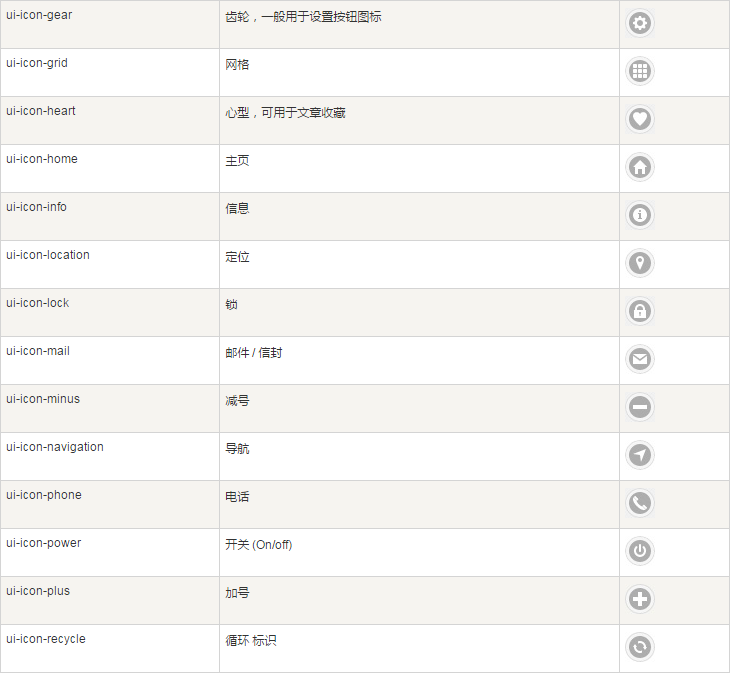 ui-icon-gear 齿轮，一般用于设置按钮图标
ui-icon-grid 网格
ui-icon-heart 心型，可用于文章收藏
ui-icon-home 主页
ui-icon-info 信息
ui-icon-location 定位
ui-icon-lock 锁
ui-icon-mail 邮件 / 信封
ui-icon-minus 减号
ui-icon-navigation 导航
ui-icon-phone 电话
ui-icon-power 开关 (On/off)
ui-icon-plus 加号
ui-icon-recycle 循环 标识